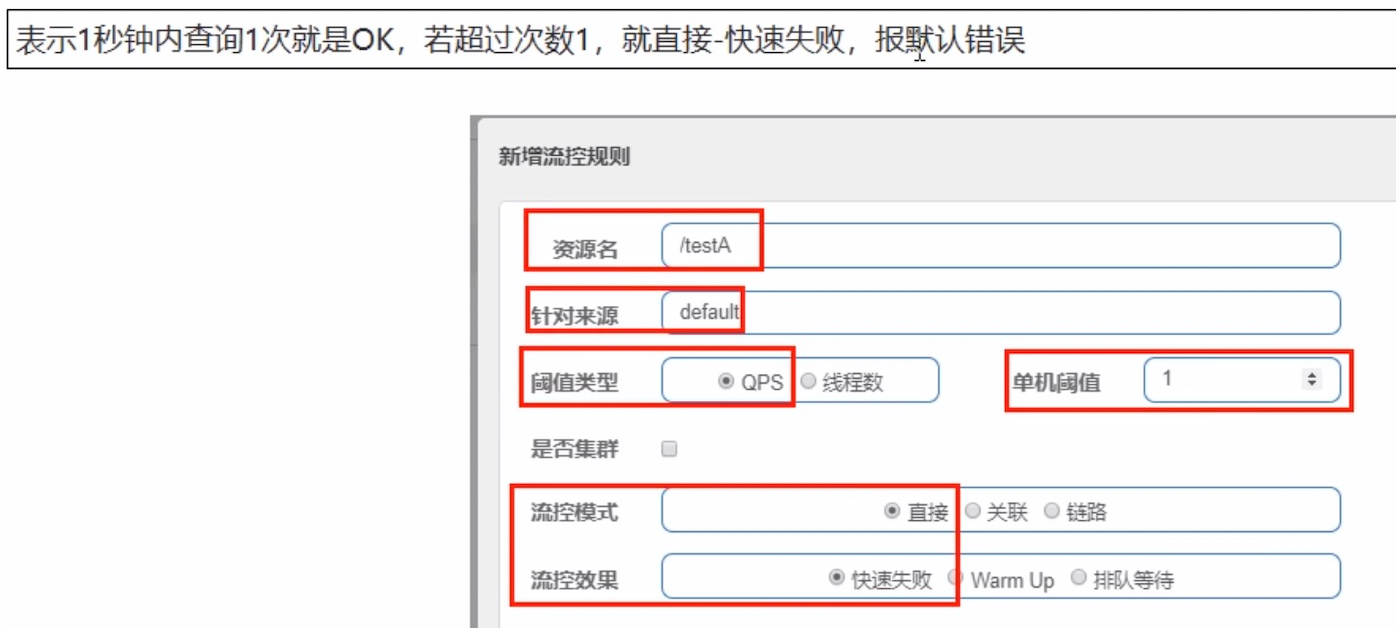 表示1秒钟内查询1次就是OK，若超过次数1，就直接-快速失败，报默认错误
新增流控规则
资源名 /testA
针对来源 default
阈值类型 QPS 线程数 单机阈值 1
是否集群
流控模式 直接 关联 链路
流控效果 快速失败 Warm Up 排队等待